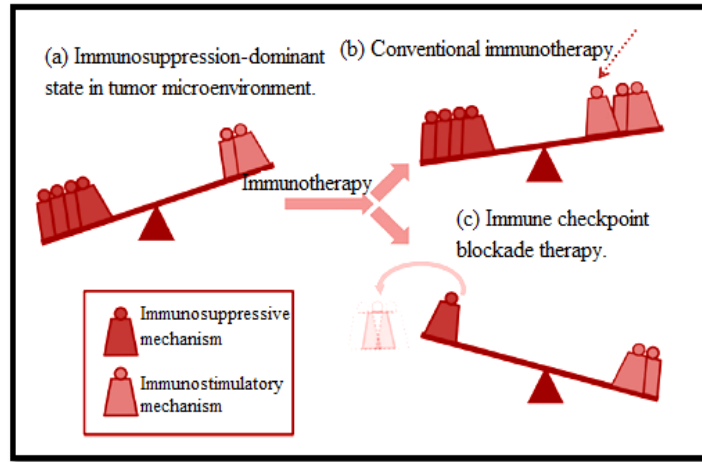 (a) Immunosuppression-dominant
state in tumor microenvironment.
(b) Conventional immunotherapy.
Immunotherapy
(c) Immune checkpoint
blockade therapy.
Immunosuppressive
mechanism
Immunostimulatory
mechanism